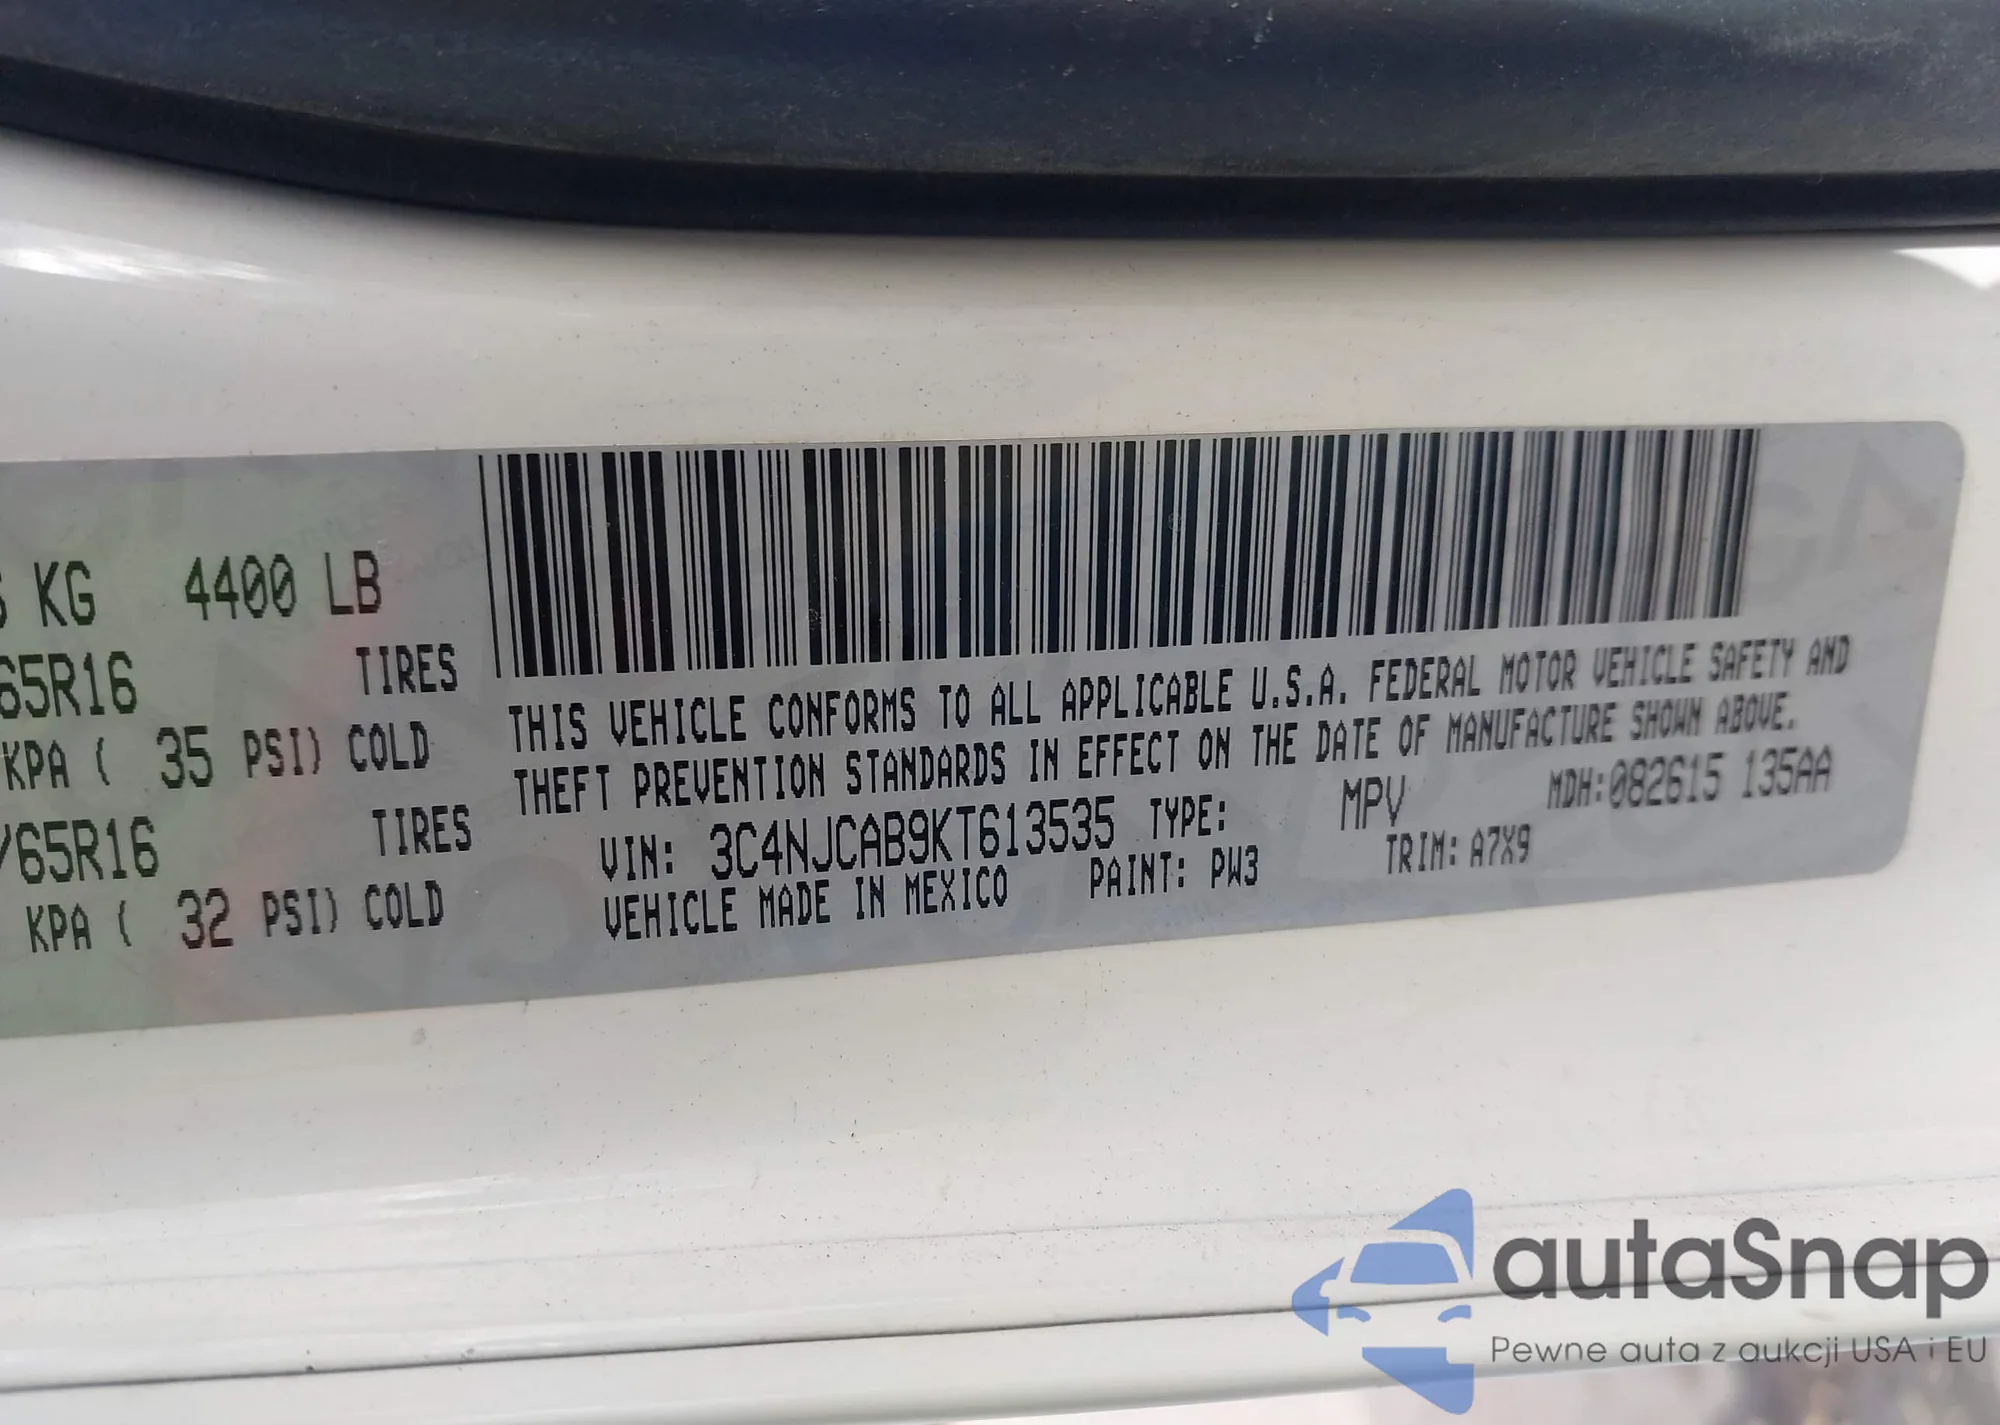 KG 4400 LB
65R16 TIRES
KPA ( 35 PSI) COLD
/65R16 TIRES
KPA ( 32 PSI) COLD
THIS VEHICLE CONFORMS TO ALL APPLICABLE U.S.A. FEDERAL MOTOR VEHICLE SAFETY AND
THEFT PREVENTION STANDARDS IN EFFECT ON THE DATE OF MANUFACTURE SHOWN ABOVE.
VIN: 3C4NJCAB9KT613535 TYPE: MPV MDH:082615 135AA
VEHICLE MADE IN MEXICO PAINT: PW3 TRIM: A7X9
autaSnap
Pewne auta z aukcji USA i EU